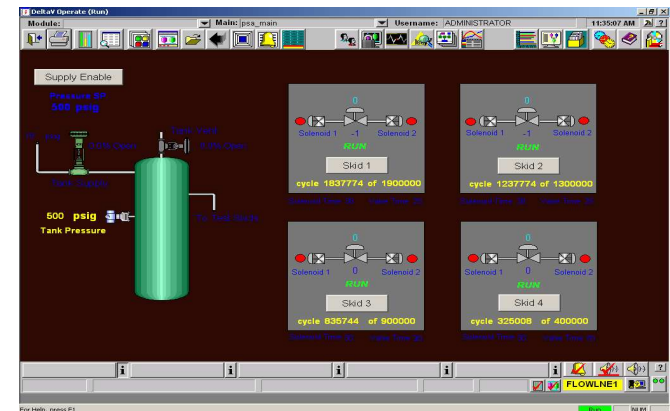 DeltaV Operate (Run)
Module: Main: psa_main Username: ADMINISTRATOR 11:35:07 AM
Supply Enable
Pressure SP
500 psig
500 psig
Tank Pressure
0
Solenoid 1 -1 Solenoid 2
RUN
Skid 1
cycle 1837774 of 1900000
0
Solenoid 1 -1 Solenoid 2
RUN
Skid 2
cycle 1237774 of 1300000
0
Solenoid 1 0 Solenoid 2
RUN
Skid 3
cycle 835744 of 900000
0
Solenoid 1 0 Solenoid 2
RUN
Skid 4
cycle 325008 of 400000
FLOWLNE1
For Help, press F1 Run NUM